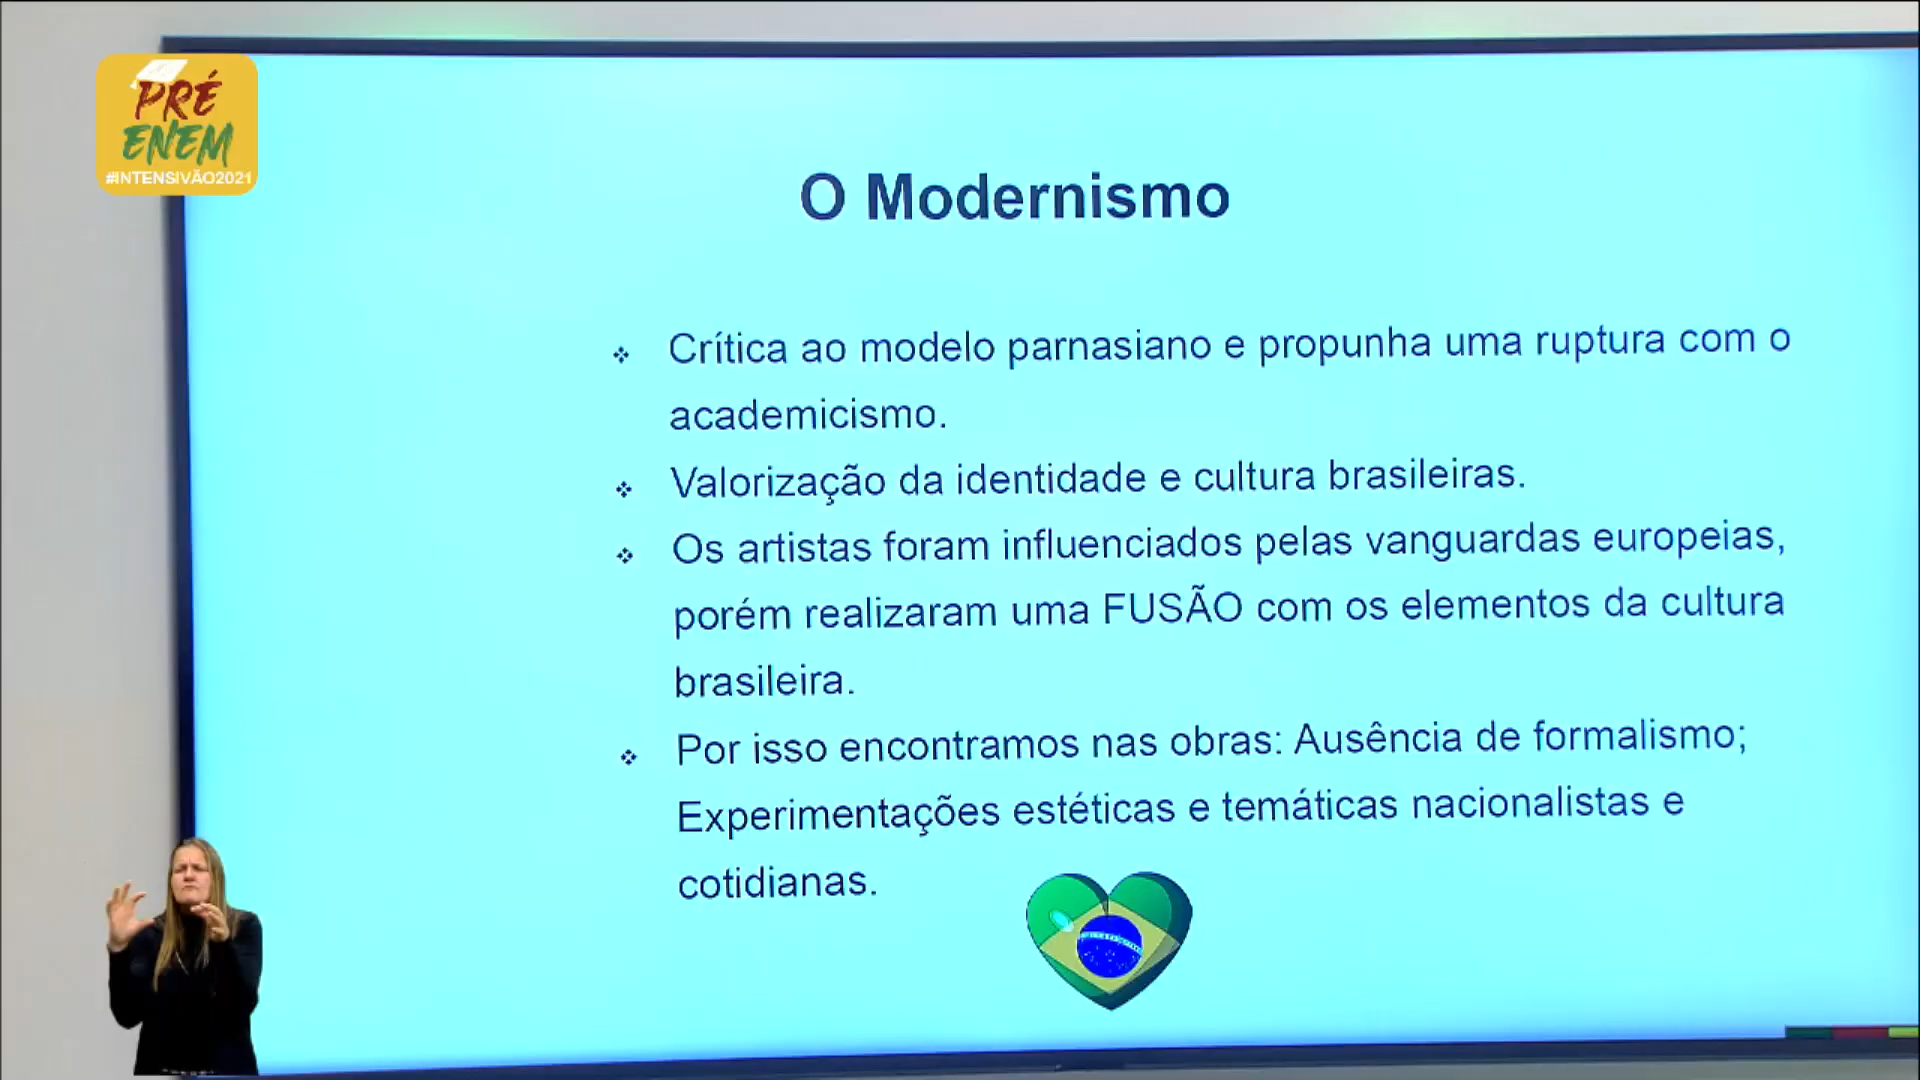 PRÉ
ENEM
#INTENSIVÃO2021
O Modernismo
Crítica ao modelo parnasiano e propunha uma ruptura com o
academicismo.
Valorização da identidade e cultura brasileiras.
Os artistas foram influenciados pelas vanguardas europeias,
porém realizaram uma FUSÃO com os elementos da cultura
brasileira.
Por isso encontramos nas obras: Ausência de formalismo;
Experimentações estéticas e temáticas nacionalistas e
cotidianas.